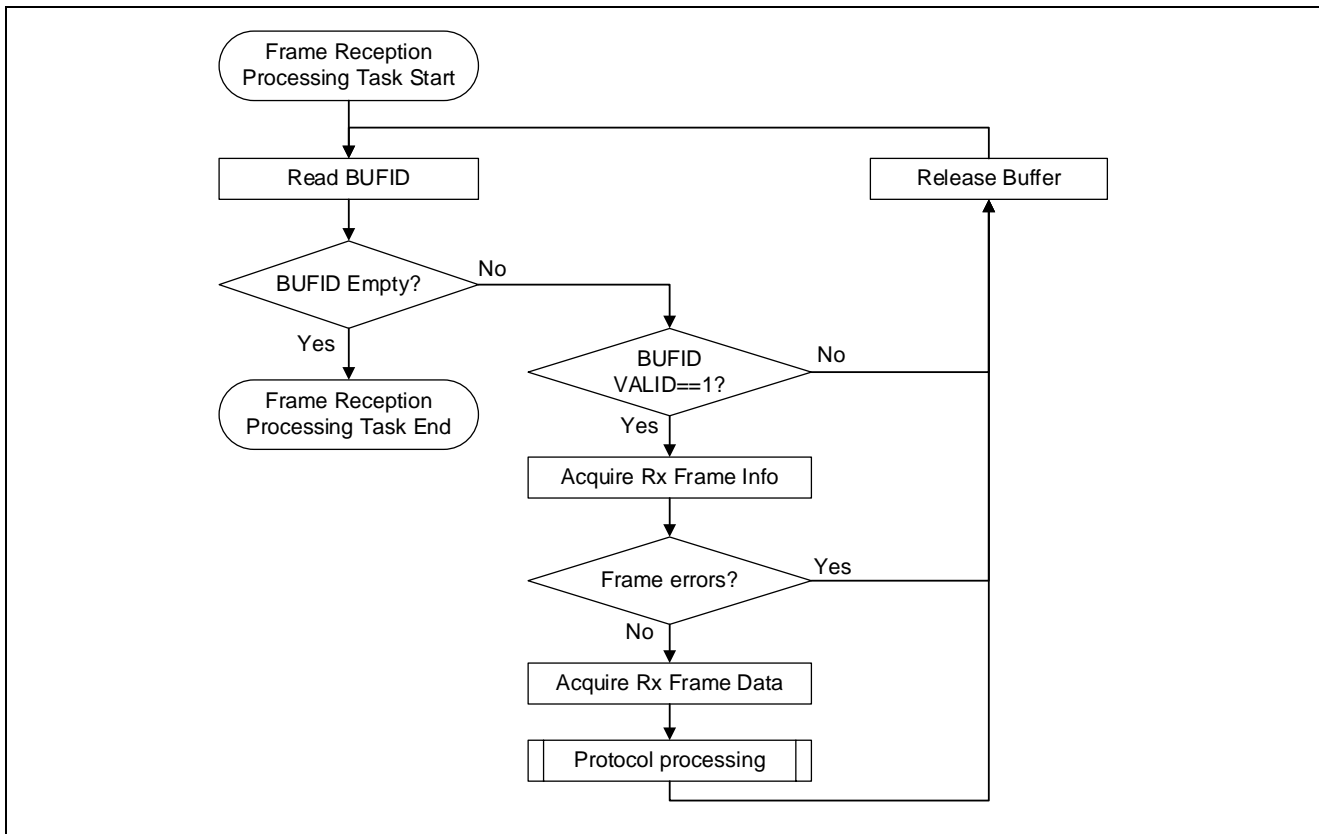 Frame Reception
Processing Task Start
Read BUFID
Release Buffer
BUFID Empty?
No
Yes
BUFID
VALID==1?
No
Frame Reception
Processing Task End
Yes
Acquire Rx Frame Info
Frame errors?
Yes
No
Acquire Rx Frame Data
Protocol processing